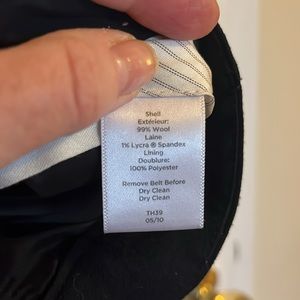 Shell
Extérieur:
99% Wool
Laine
1% Lycra ® Spandex
Lining
Doublure:
100% Polyester
Remove Belt Before
Dry Clean
Dry Clean
TH39
05/10